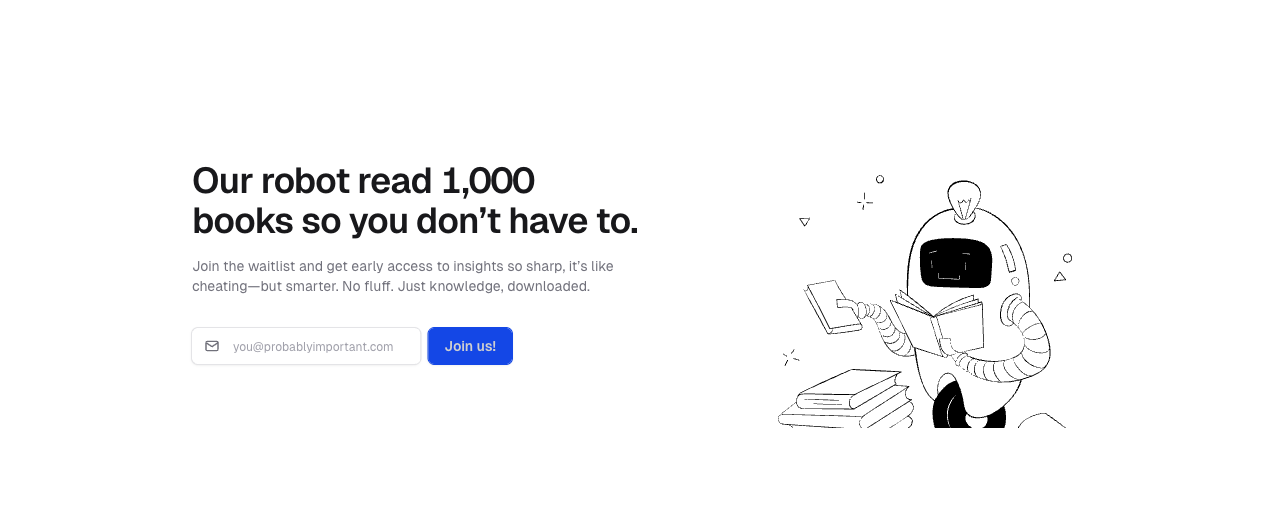 Our robot read 1,000
books so you don’t have to.
Join the waitlist and get early access to insights so sharp, it’s like
cheating—but smarter. No fluff. Just knowledge, downloaded.
you@probablyimportant.com
Join us!